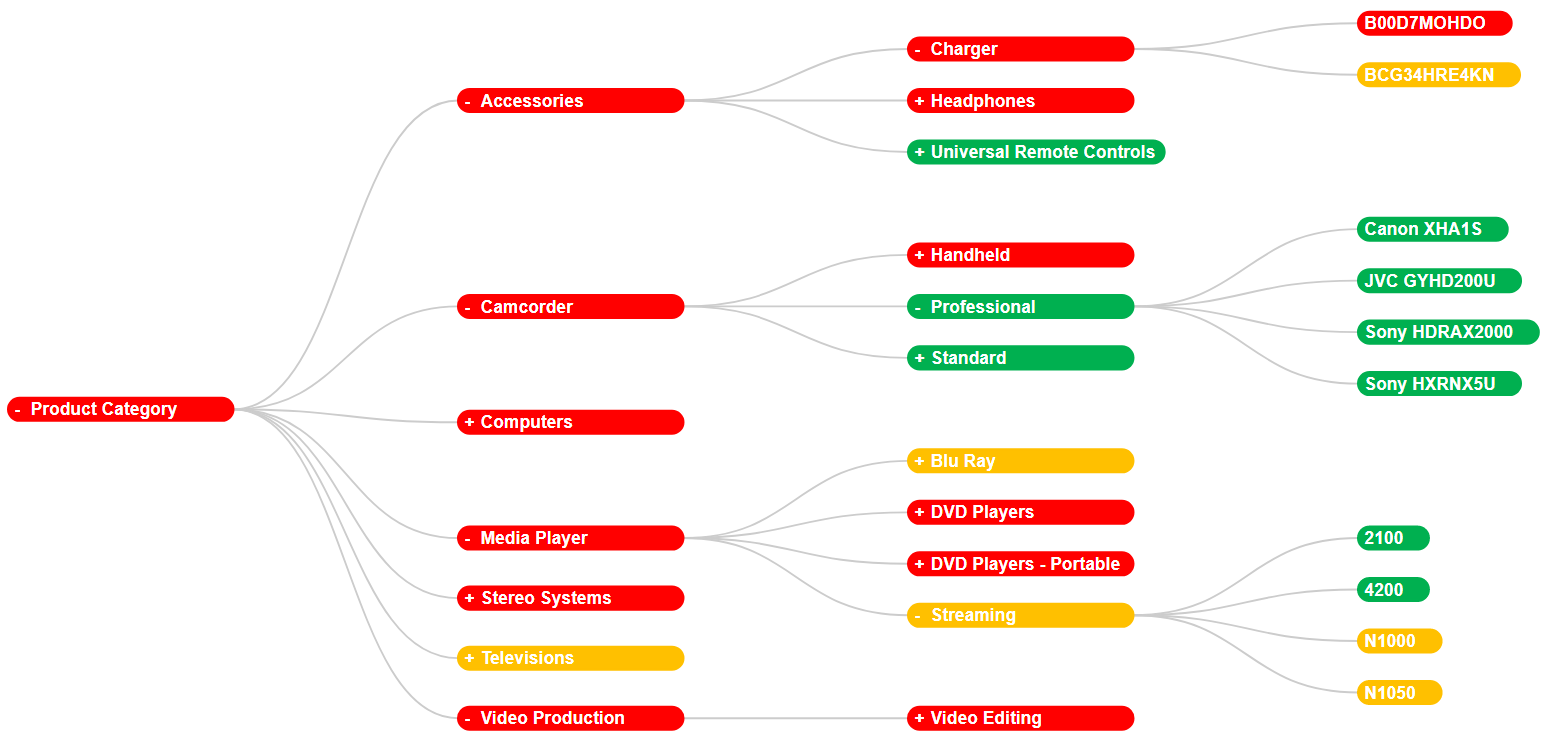 - Product Category
- Accessories
- Charger
B00D7MOHDO
BCG34HRE4KN
+ Headphones
+ Universal Remote Controls
- Camcorder
+ Handheld
- Professional
Canon XHA1S
JVC GYHD200U
Sony HDRAX2000
Sony HXRNX5U
+ Standard
+ Computers
- Media Player
+ Blu Ray
+ DVD Players
+ DVD Players - Portable
- Streaming
2100
4200
N1000
N1050
+ Stereo Systems
+ Televisions
- Video Production
+ Video Editing